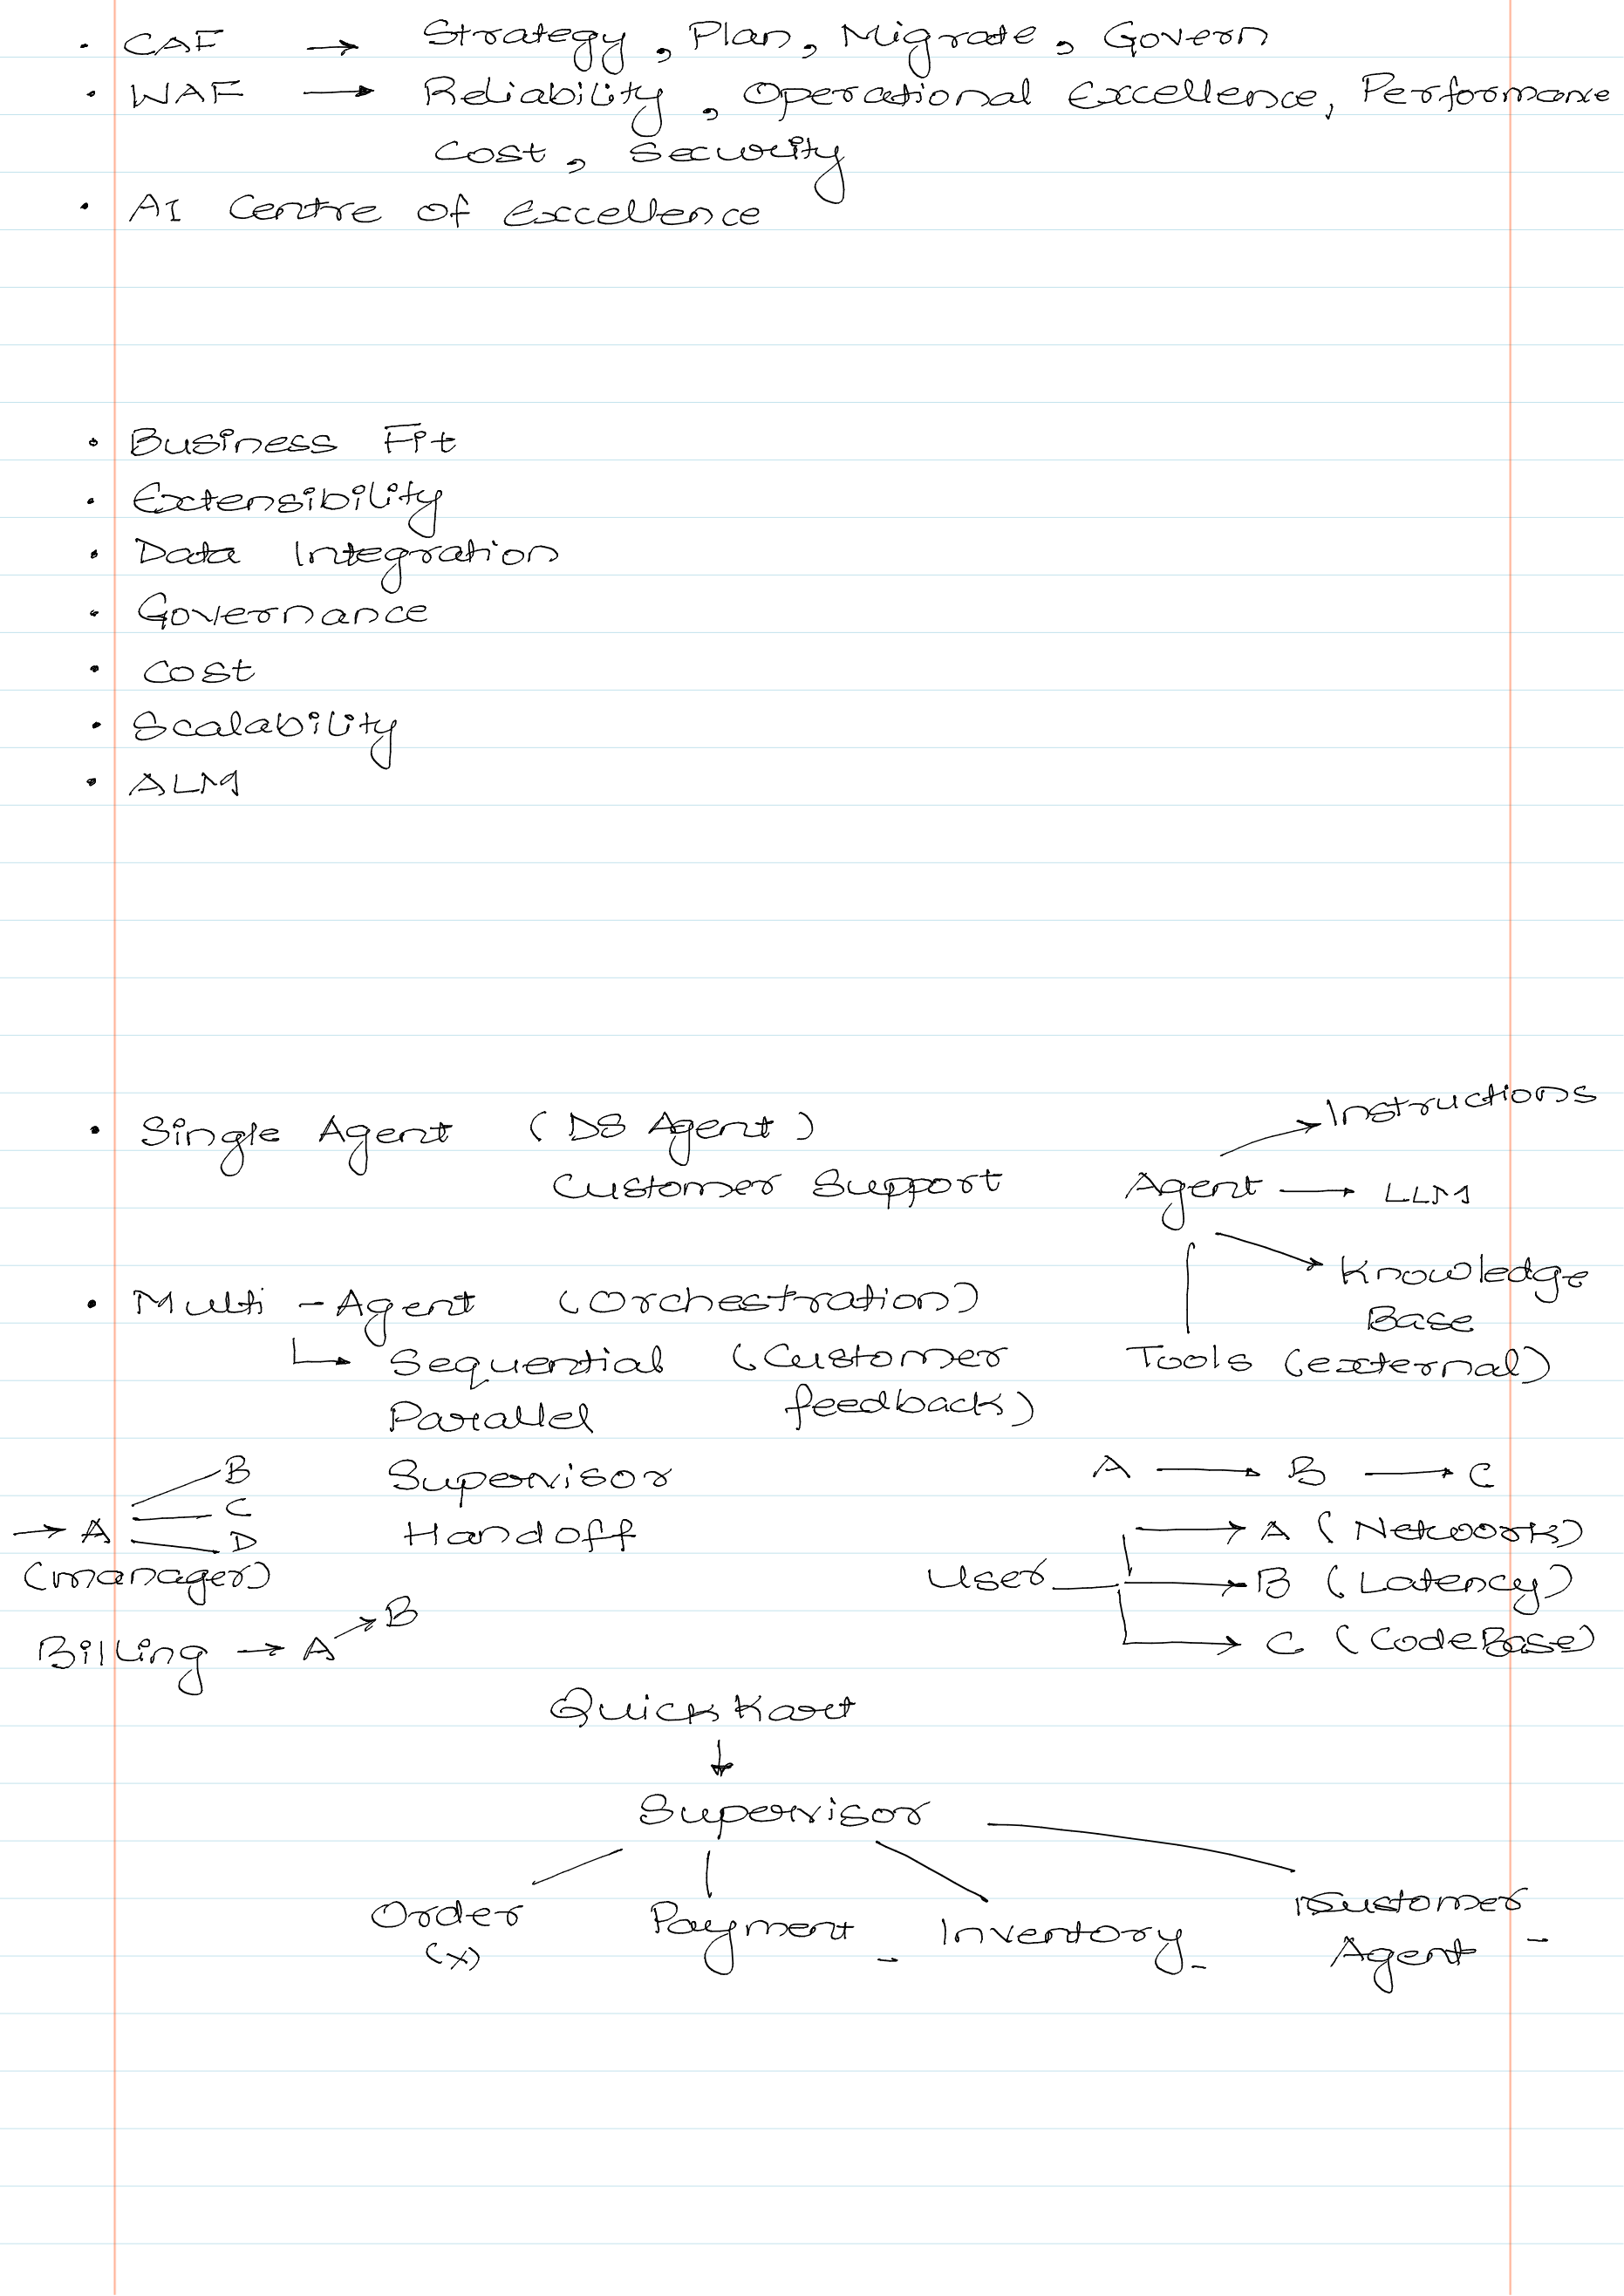 • CAF → Strategy, Plan, Migrate, Govern
• WAF → Reliability, Operational Excellence, Performance
Cost, Security
• AI Centre of Excellence
• Business Fit
• Extensibility
• Data Integration
• Governance
• Cost
• Scalability
• ALM
• Single Agent (DS Agent)
Customer Support
Agent → Instructions
→ LLM
→ Knowledge
Base
Tools (external)
• Multi-Agent (Orchestration)
↳ Sequential (Customer
feedback)
Parallel
Supervisor
Handoff
→ A B
C
D
(manager)
Billing → A → B
A → B → C
User → A (Network)
→ B (Latency)
→ C (CodeBase)
QuickKart
↓
Supervisor
Order
(x)
Payment -
Inventory -
Customer
Agent -